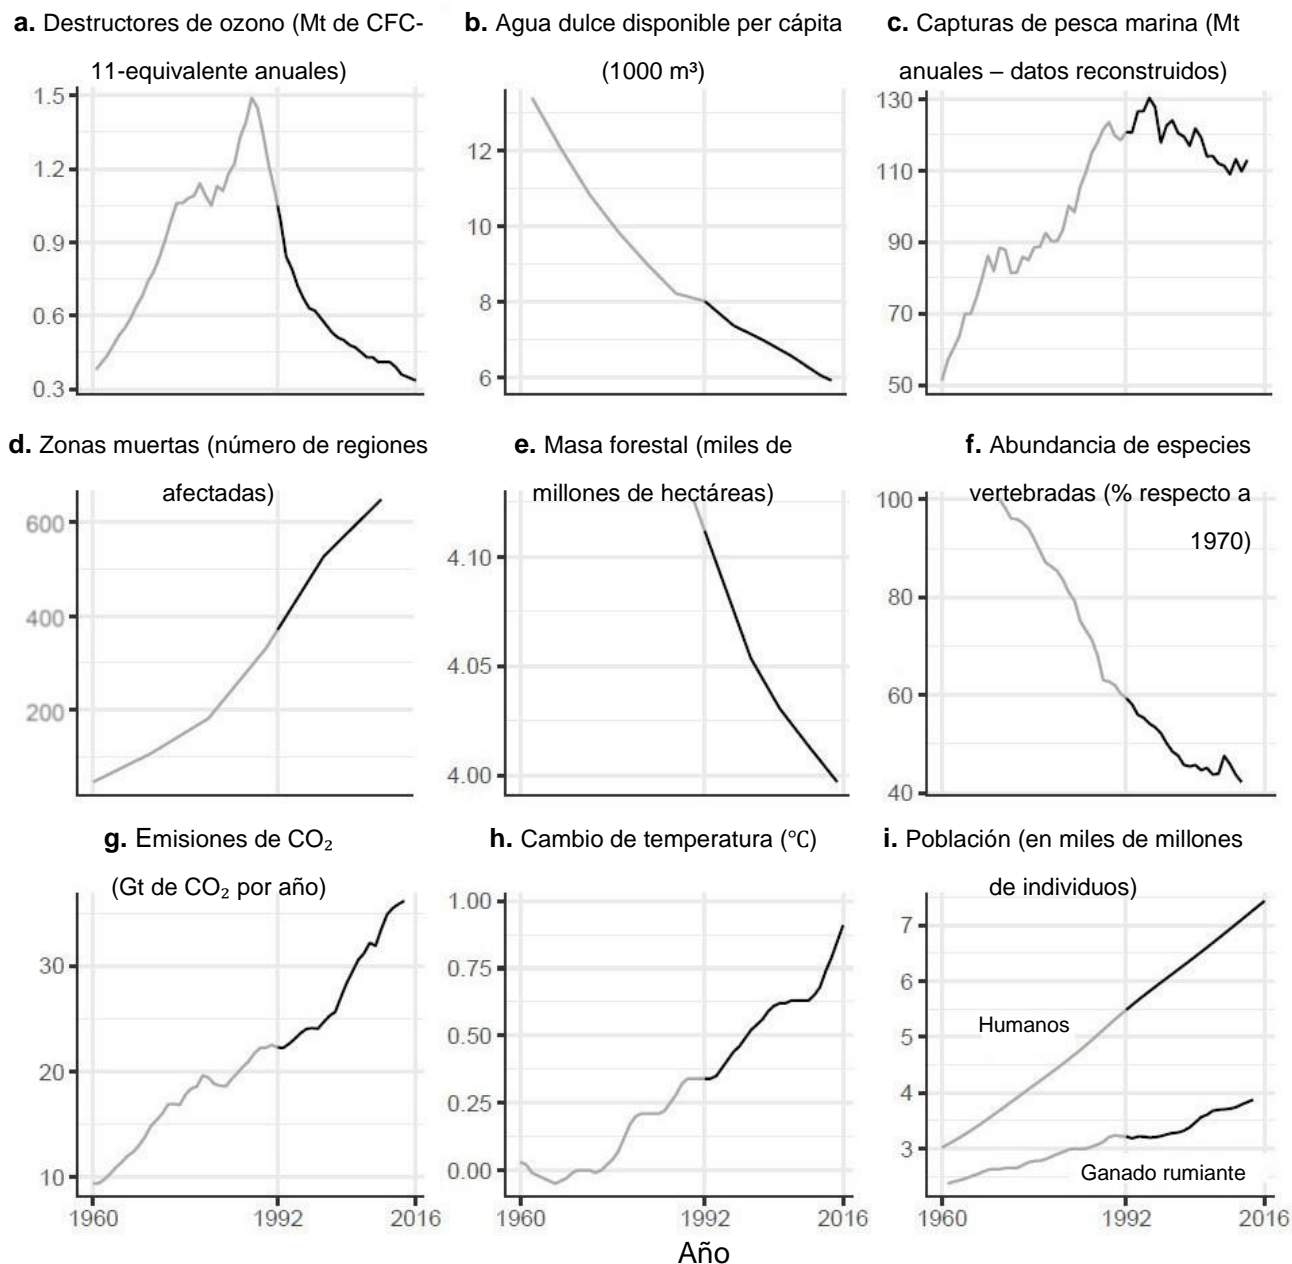 a. Destructores de ozono (Mt de CFC-
11-equivalente anuales)
b. Agua dulce disponible per cápita
(1000 m³)
c. Capturas de pesca marina (Mt
anuales – datos reconstruidos)
1.5
1.2
0.9
0.6
0.3
12
10
8
6
130
110
90
70
50
d. Zonas muertas (número de regiones
afectadas)
e. Masa forestal (miles de
millones de hectáreas)
f. Abundancia de especies
vertebradas (% respecto a
1970)
600
400
200
4.10
4.05
4.00
100
80
60
40
g. Emisiones de CO₂
(Gt de CO₂ por año)
h. Cambio de temperatura (℃)
i. Población (en miles de millones
de individuos)
30
20
10
1960 1992 2016
1.00
0.75
0.50
0.25
0.00
1960 1992 2016
7
6
5
4
3
Humanos
Ganado rumiante
1960 1992 2016
Año